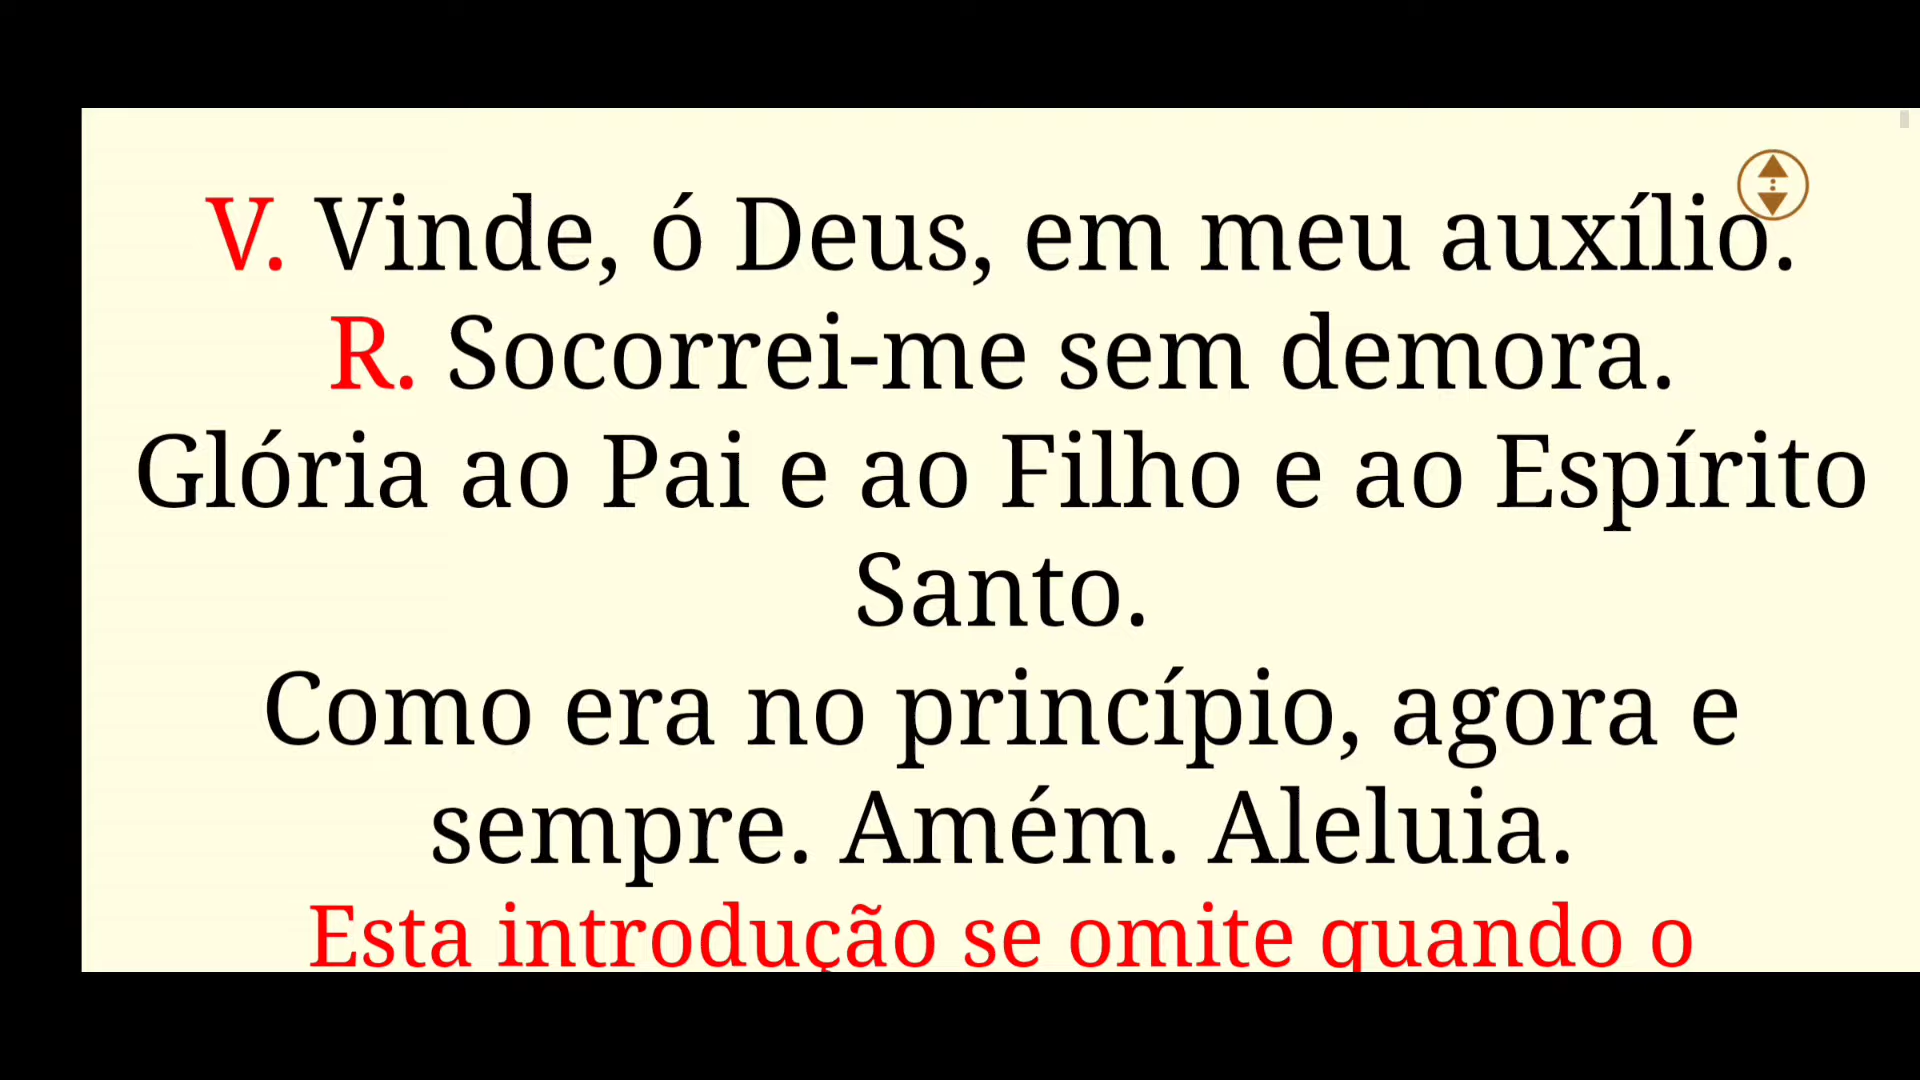 V. Vinde, ó Deus, em meu auxílio.
R. Socorrei-me sem demora.
Glória ao Pai e ao Filho e ao Espírito
Santo.
Como era no princípio, agora e
sempre. Amém. Aleluia.
Esta introdução se omite quando o